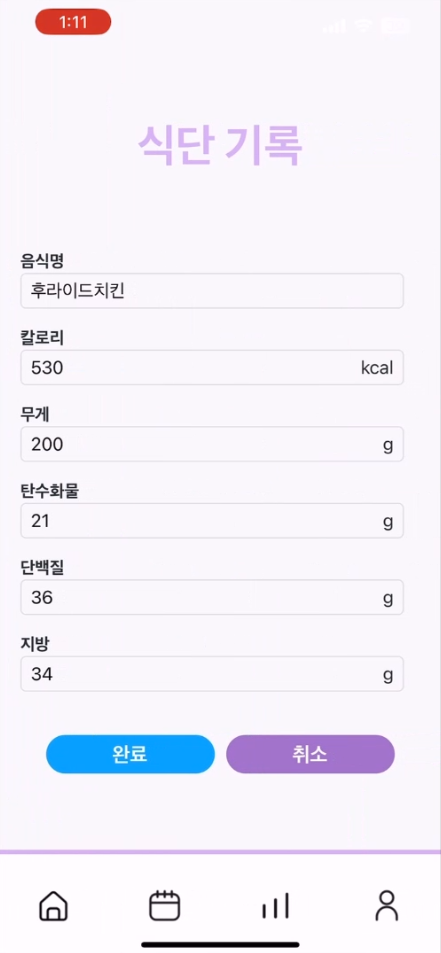 1:11
식단 기록
음식명
후라이드치킨
칼로리
530 kcal
무게
200 g
탄수화물
21 g
단백질
36 g
지방
34 g
완료 취소